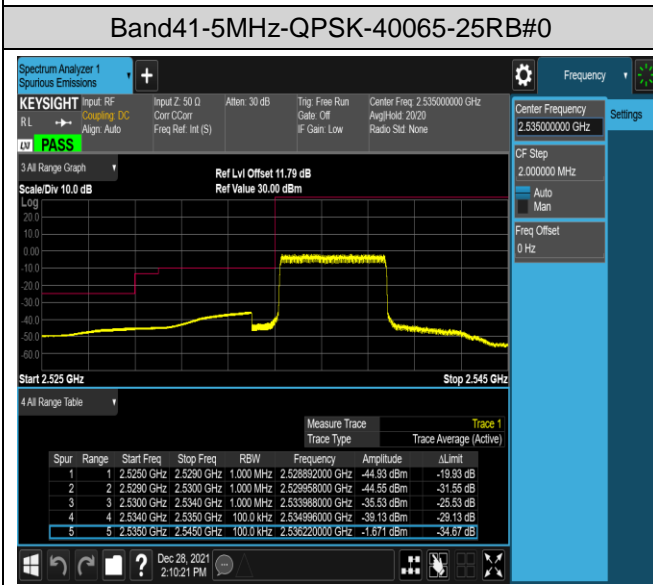 Band41-5MHz-QPSK-40065-25RB#0
Spectrum Analyzer 1
Spurious Emissions
Frequency
KEYSIGHT Input: RF Input Z: 50 Ω Atten: 30 dB Trig: Free Run Center Freq: 2.535000000 GHz
RL Coupling: DC Corr CCorr Gate: Off Avg|Hold: 20/20
Align: Auto Freq Ref: Int (S) IF Gain: Low Radio Std: None
LXI PASS
Center Frequency
2.535000000 GHz
Settings
CF Step
2.000000 MHz
Auto
Man
Freq Offset
0 Hz
3 All Range Graph
Ref Lvl Offset 11.79 dB
Scale/Div 10.0 dB Ref Value 30.00 dBm
Log
20.0
10.0
0.00
-10.0
-20.0
-30.0
-40.0
-50.0
-60.0
Start 2.525 GHz Stop 2.545 GHz
4 All Range Table
Measure Trace Trace 1
Trace Type Trace Average (Active)
Spur Range Start Freq Stop Freq RBW Frequency Amplitude ΔLimit
1 1 2.5250 GHz 2.5290 GHz 1.000 MHz 2.528892000 GHz -44.93 dBm -19.93 dB
2 2 2.5290 GHz 2.5300 GHz 1.000 MHz 2.529958000 GHz -44.55 dBm -31.55 dB
3 3 2.5300 GHz 2.5340 GHz 1.000 MHz 2.533988000 GHz -35.53 dBm -25.53 dB
4 4 2.5340 GHz 2.5350 GHz 100.0 kHz 2.534996000 GHz -39.13 dBm -29.13 dB
5 5 2.5350 GHz 2.5450 GHz 100.0 kHz 2.536220000 GHz -1.671 dBm -34.67 dB
Dec 28, 2021
2:10:21 PM